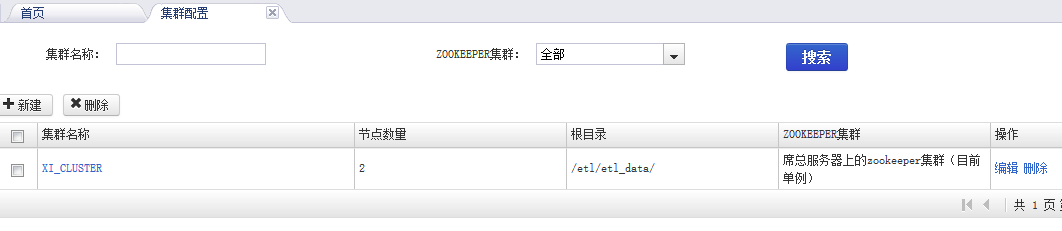 首页 集群配置
集群名称： ZOOKEEPER集群： 全部 搜索
新建 删除
集群名称 节点数量 根目录 ZOOKEEPER集群 操作
XI_CLUSTER 2 /etl/etl_data/ 席总服务器上的zookeeper集群（目前 编辑 删除
单例）
共 1 页